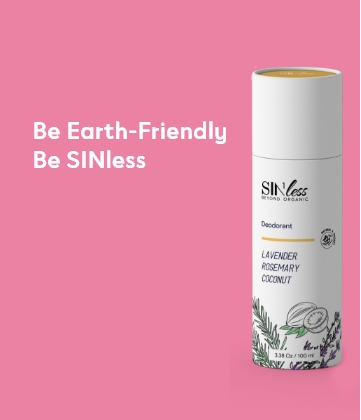 Be Earth-Friendly
Be SINless
SINless
BEYOND ORGANIC
Deodorant
LAVENDER
ROSEMARY
COCONUT
3.38 Oz / 100 ml